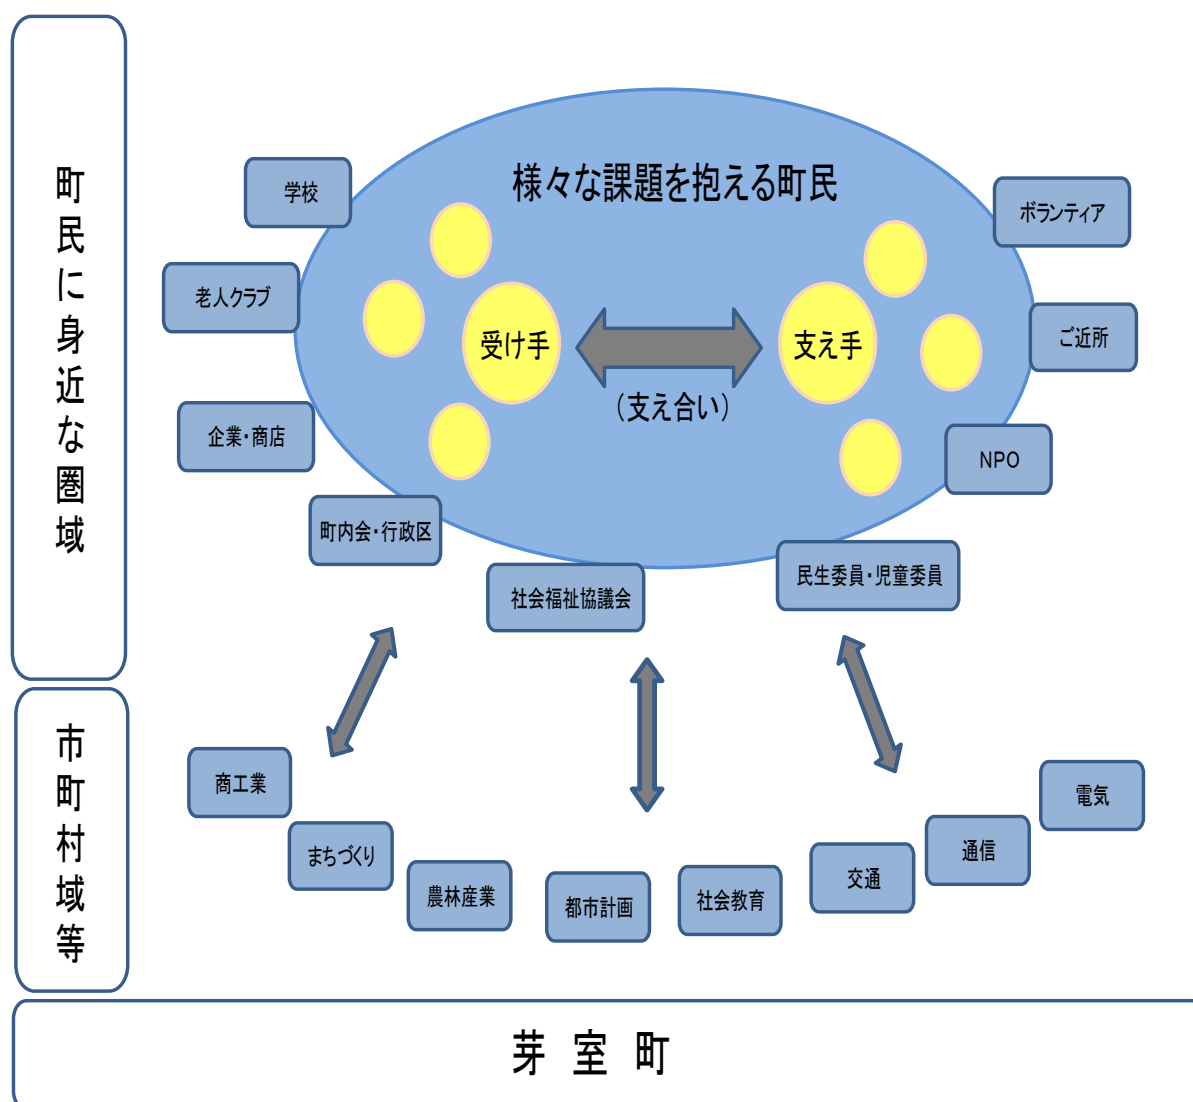 町民に身近な圏域
様々な課題を抱える町民
学校
ボランティア
老人クラブ
ご近所
受け手
支え手
（支え合い）
企業・商店
NPO
町内会・行政区
社会福祉協議会
民生委員・児童委員
市町村域等
商工業
まちづくり
農林産業
都市計画
社会教育
交通
通信
電気
芽室町